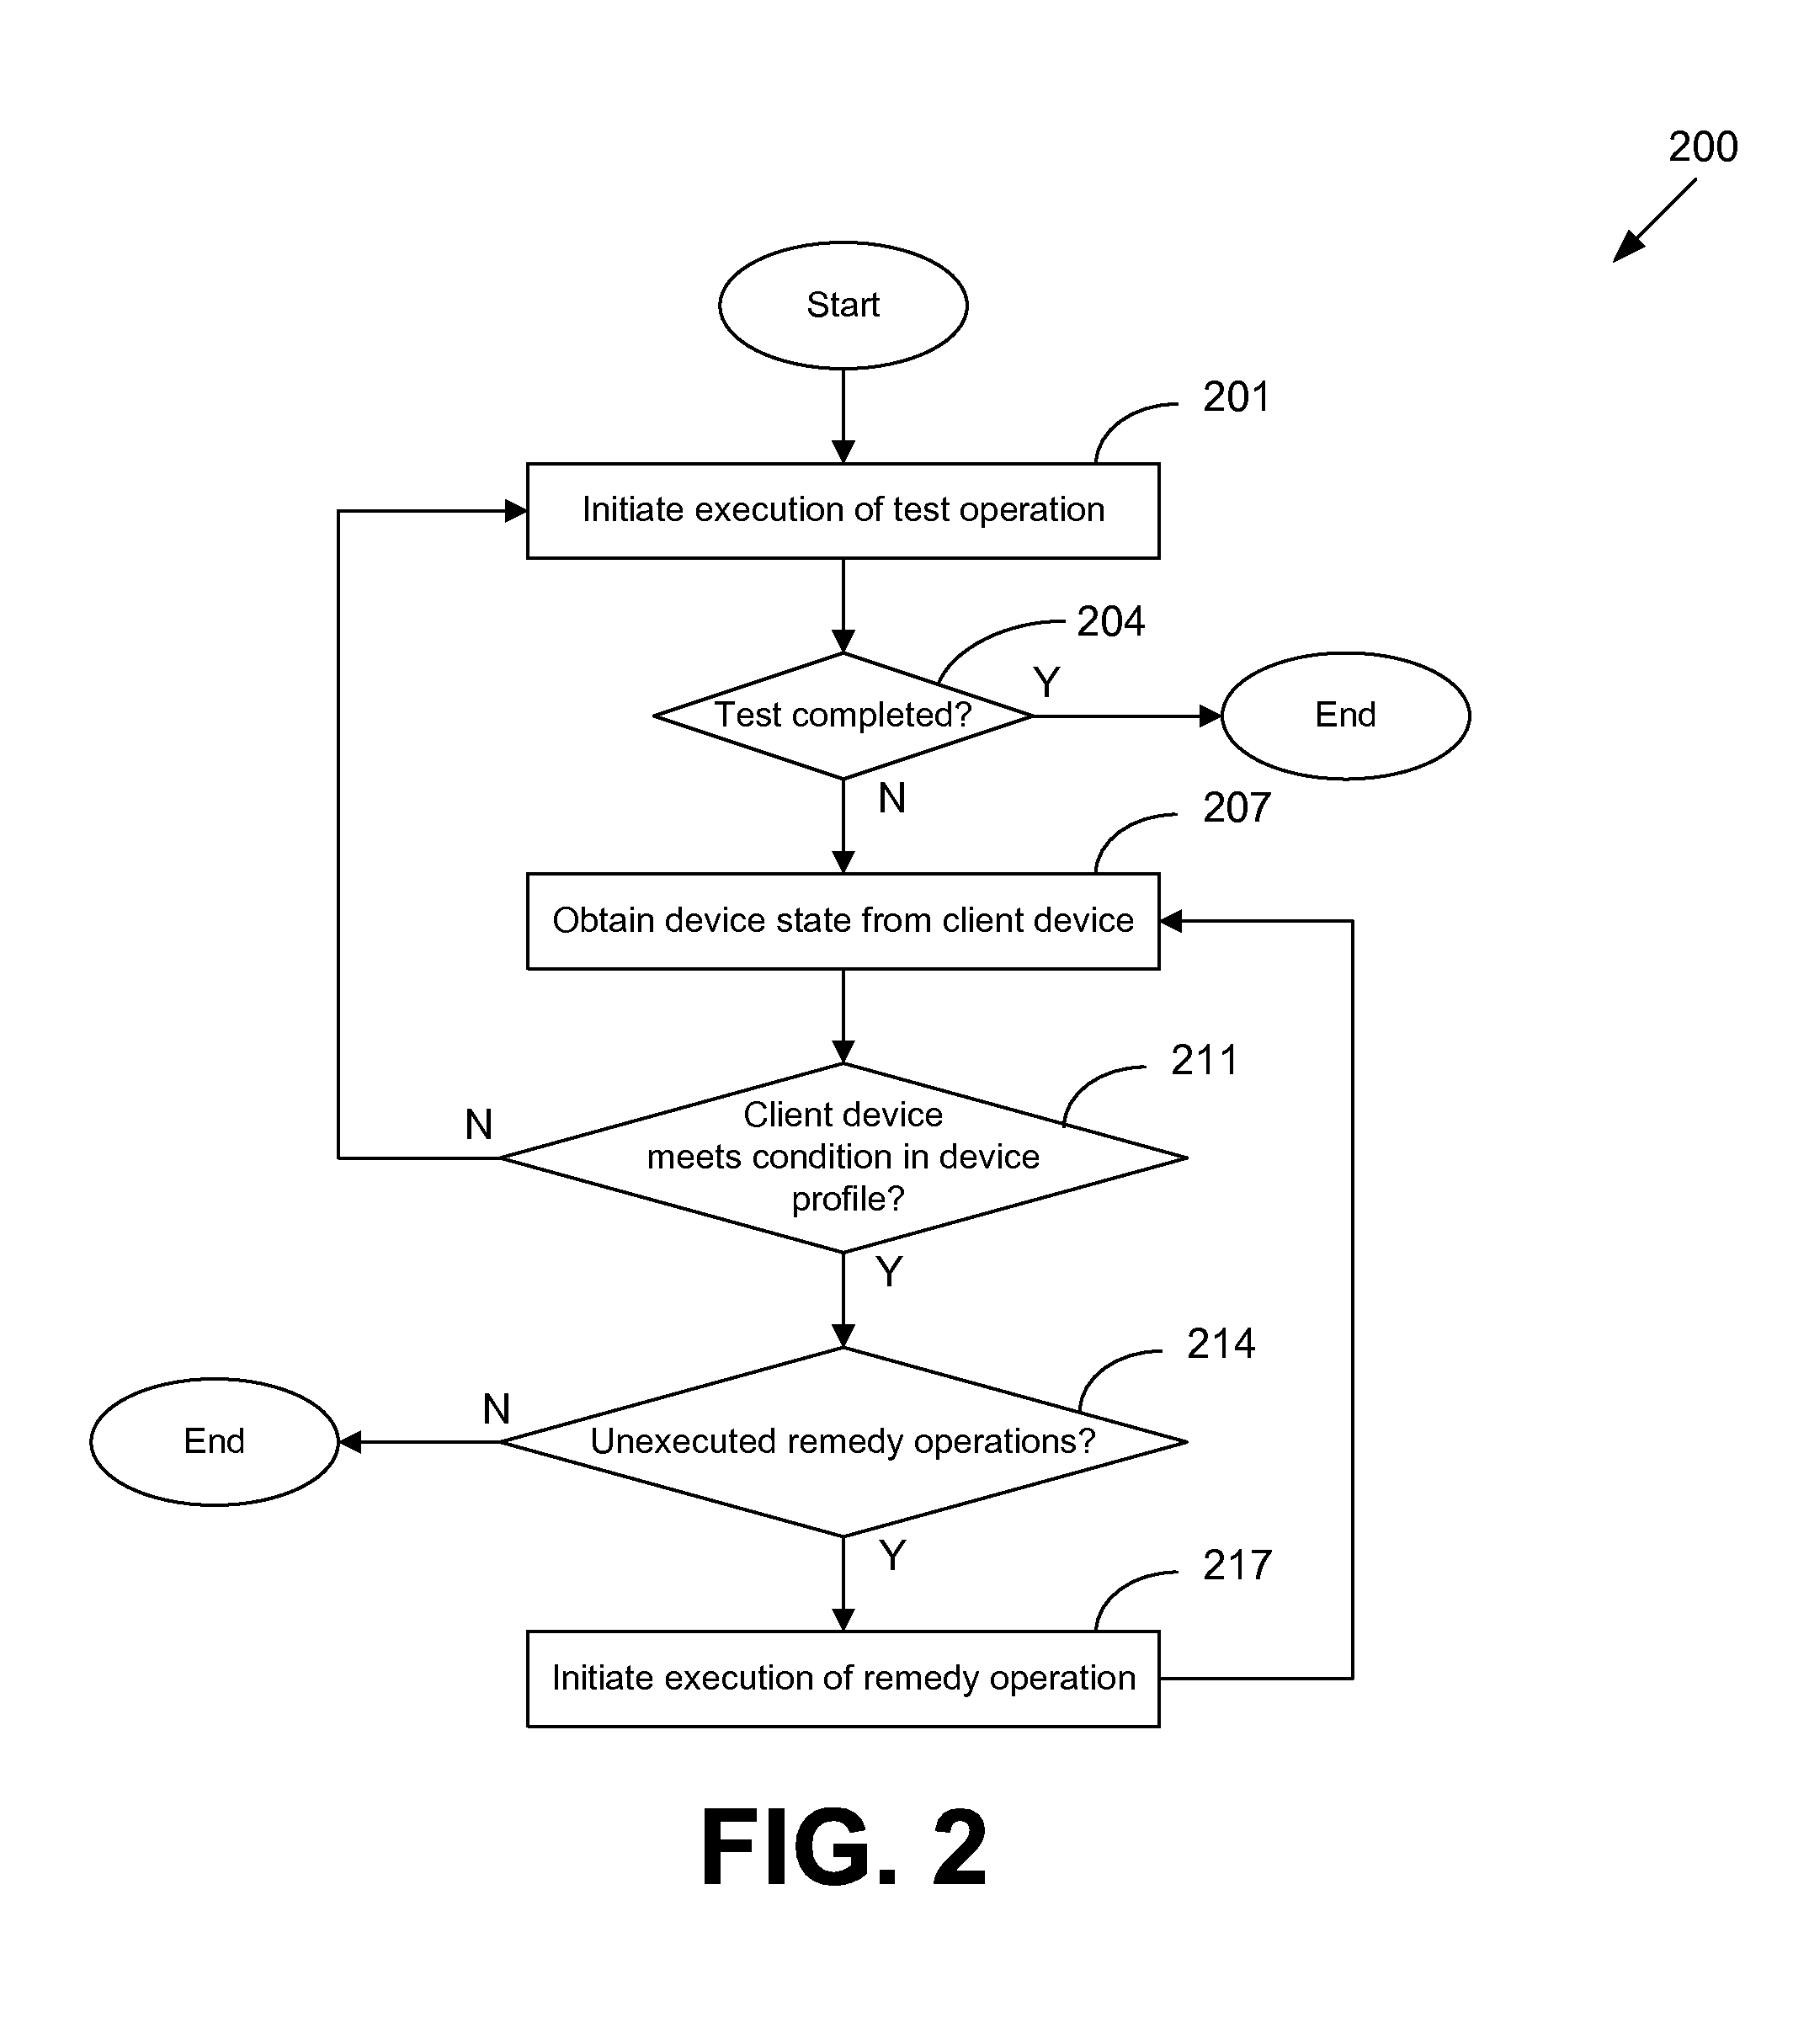 200
Start
201
Initiate execution of test operation
204
Test completed?
Y
End
N
207
Obtain device state from client device
211
Client device
meets condition in device
profile?
N
Y
214
Unexecuted remedy operations?
N
End
Y
217
Initiate execution of remedy operation
FIG. 2